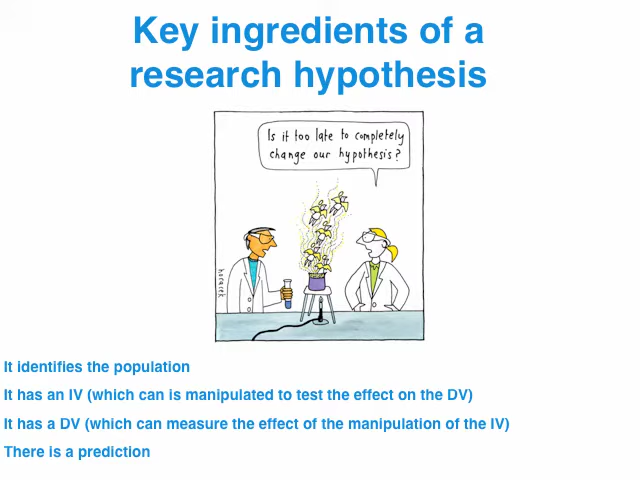 Key ingredients of a
research hypothesis
Is it too late to completely
change our hypothesis?
horacek
It identifies the population
It has an IV (which can is manipulated to test the effect on the DV)
It has a DV (which can measure the effect of the manipulation of the IV)
There is a prediction